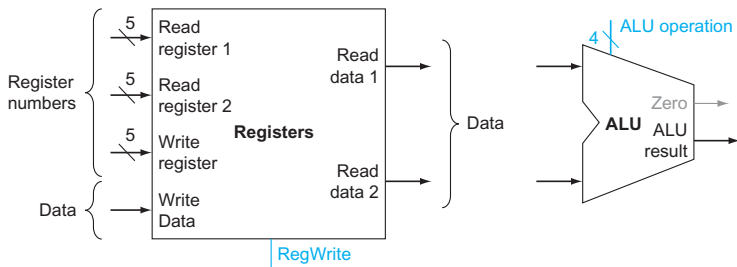 Register
numbers
Data
5
Read
register 1
5
Read
register 2
5
Write
register
Write
Data
Registers
Read
data 1
Read
data 2
RegWrite
Data
4
ALU operation
Zero
ALU
ALU
result